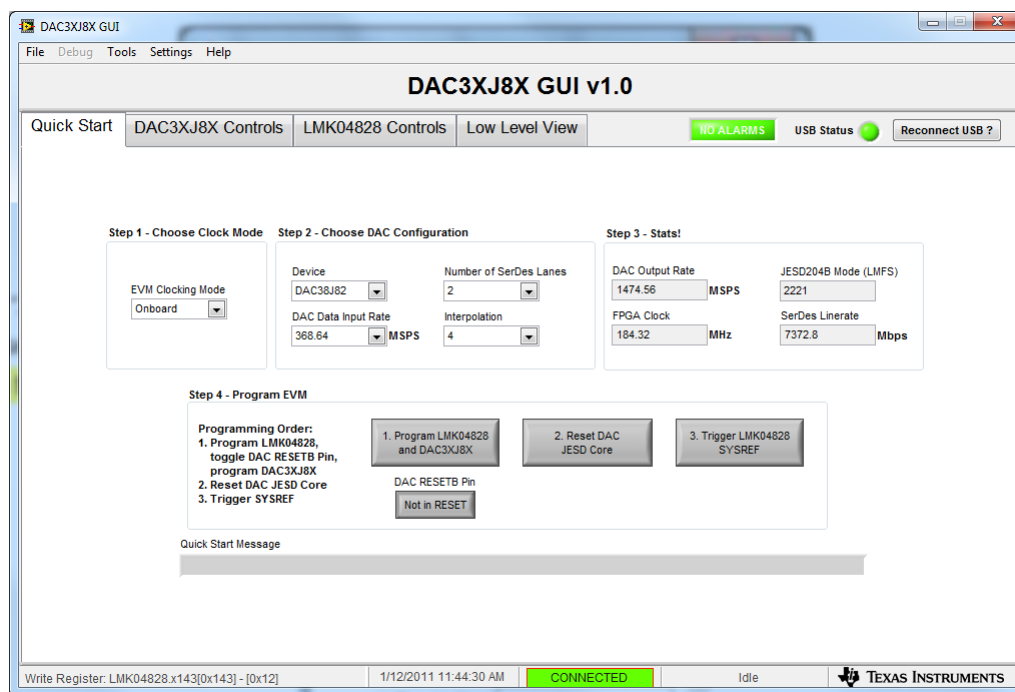 DAC3XJ8X GUI
File Debug Tools Settings Help
DAC3XJ8X GUI v1.0
Quick Start DAC3XJ8X Controls LMK04828 Controls Low Level View NO ALARMS USB Status Reconnect USB ?
Step 1 - Choose Clock Mode Step 2 - Choose DAC Configuration Step 3 - Stats!
Device Number of SerDes Lanes DAC Output Rate JESD204B Mode (LMFS)
EVM Clocking Mode DAC38J82 2 1474.56 MSPS 2221
Onboard DAC Data Input Rate Interpolation FPGA Clock SerDes Linerate
368.64 MSPS 4 184.32 MHz 7372.8 Mbps
Step 4 - Program EVM
Programming Order:
1. Program LMK04828,
toggle DAC RESETB Pin,
program DAC3XJ8X
2. Reset DAC JESD Core
3. Trigger SYSREF
1. Program LMK04828
and DAC3XJ8X
2. Reset DAC
JESD Core
3. Trigger LMK04828
SYSREF
DAC RESETB Pin
Not in RESET
Quick Start Message
Write Register: LMK04828.x143[0x143] - [0x12] 1/12/2011 11:44:30 AM CONNECTED Idle TEXAS INSTRUMENTS